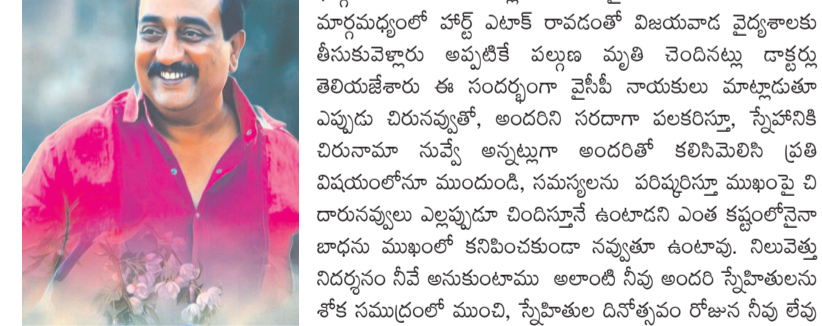 మార్గమధ్యంలో హార్ట్ ఎటాక్ రావడంతో విజయవాడ వైద్యశాలకు
తీసుకువెళ్లారు అప్పటికే పల్గుణ మృతి చెందినట్లు డాక్టర్లు
తెలియజేశారు ఈ సందర్భంగా వైసీపీ నాయకులు మాట్లాడుతూ
ఎప్పుడు చిరునవ్వుతో, అందరిని సరదాగా పలకరిస్తూ, స్నేహానికి
చిరునామా నువ్వే అన్నట్లుగా అందరితో కలిసిమెలిసి ప్రతి
విషయంలోనూ ముందుండి, సమస్యలను పరిష్కరిస్తూ ముఖంపై చి
దారునవ్వులు ఎల్లప్పుడూ చిందిస్తూనే ఉంటాడని ఎంత కష్టంలోనైనా
బాధను ముఖంలో కనిపించకుండా నవ్వుతూ ఉంటావు. నిలువెత్తు
నిదర్శనం నీవే అనుకుంటాము అలాంటి నీవు అందరి స్నేహితులను
శోక సముద్రంలో ముంచి, స్నేహితుల దినోత్సవం రోజున నీవు లేవు